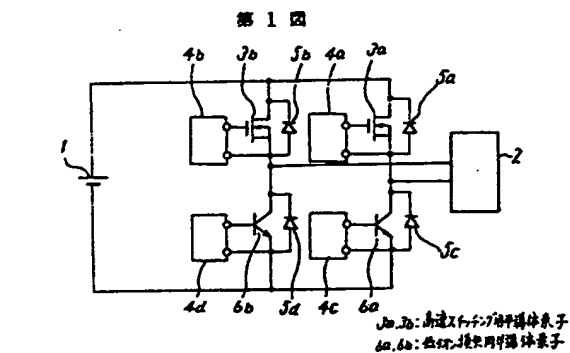 第 1 図
4b 3b 5b 4a 3a 5a
1
2
4d 6b 5d 4c 6a 5c
3a,3b:高速スイッチング用半導体素子
6a,6b:低オン損失用半導体素子